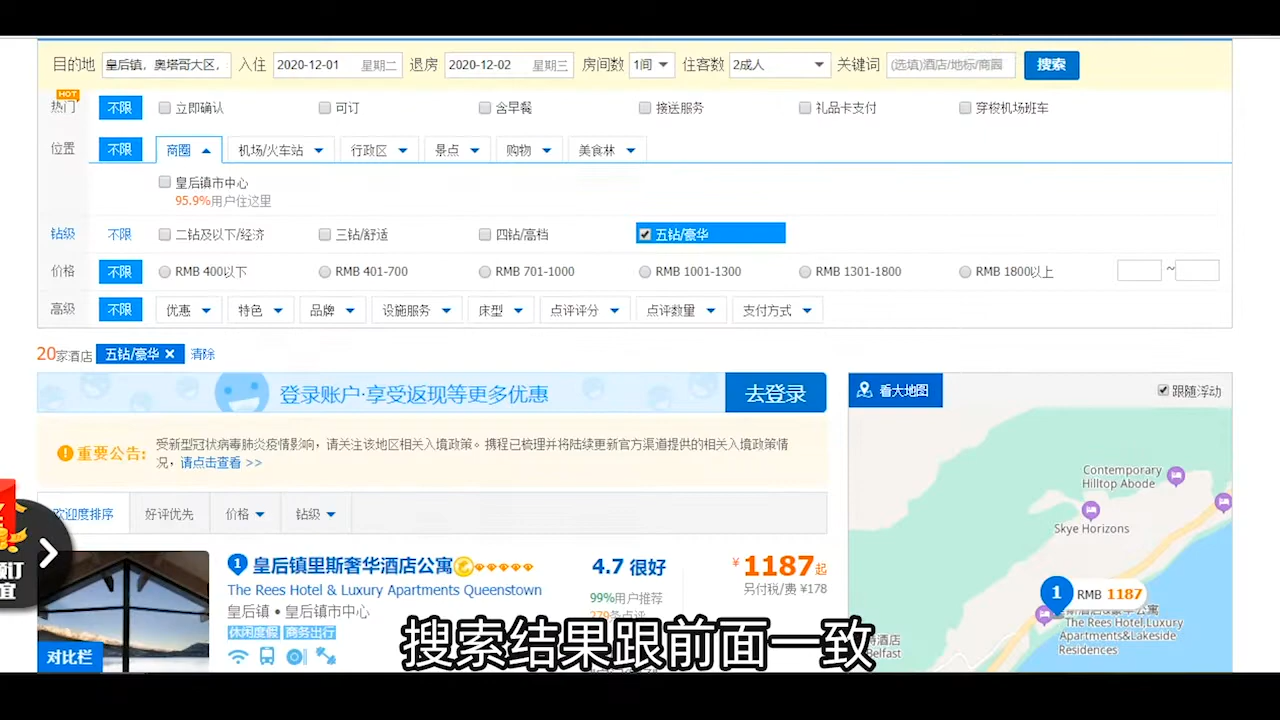 目的地 皇后镇，奥塔哥大区， 入住 2020-12-01 星期二 退房 2020-12-02 星期三 房间数 1间 住客数 2成人 关键词 (选填)酒店/地标/商圆 搜索
HOT
热门 不限 立即确认 可订 含早餐 接送服务 礼品卡支付 穿梭机场班车
位置 不限 商圈 机场/火车站 行政区 景点 购物 美食林
皇后镇市中心
95.9%用户住这里
钻级 不限 二钻及以下/经济 三钻/舒适 四钻/高档 五钻/豪华
价格 不限 RMB 400以下 RMB 401-700 RMB 701-1000 RMB 1001-1300 RMB 1301-1800 RMB 1800以上 ~
高级 不限 优惠 特色 品牌 设施服务 床型 点评评分 点评数量 支付方式
20家酒店 五钻/豪华 × 清除
登录账户·享受返现等更多优惠 去登录
看大地图 跟随浮动
重要公告: 受新型冠状病毒肺炎疫情影响，请关注该地区相关入境政策。携程已梳理并将陆续更新官方渠道提供的相关入境政策情
况，请点击查看 >>
欢迎度排序 好评优先 价格 钻级
Contemporary
Hilltop Abode
Skye Horizons
1 皇后镇里斯奢华酒店公寓 4.7 很好 ¥1187起
The Rees Hotel & Luxury Apartments Queenstown
99%用户推荐
另付税/费 ¥178
皇后镇 • 皇后镇市中心
休闲度假 商务出行
对比栏
1 RMB 1187
The Rees Hotel,Luxury
Apartments&Lakeside
Residences
Belfast
搜索结果跟前面一致